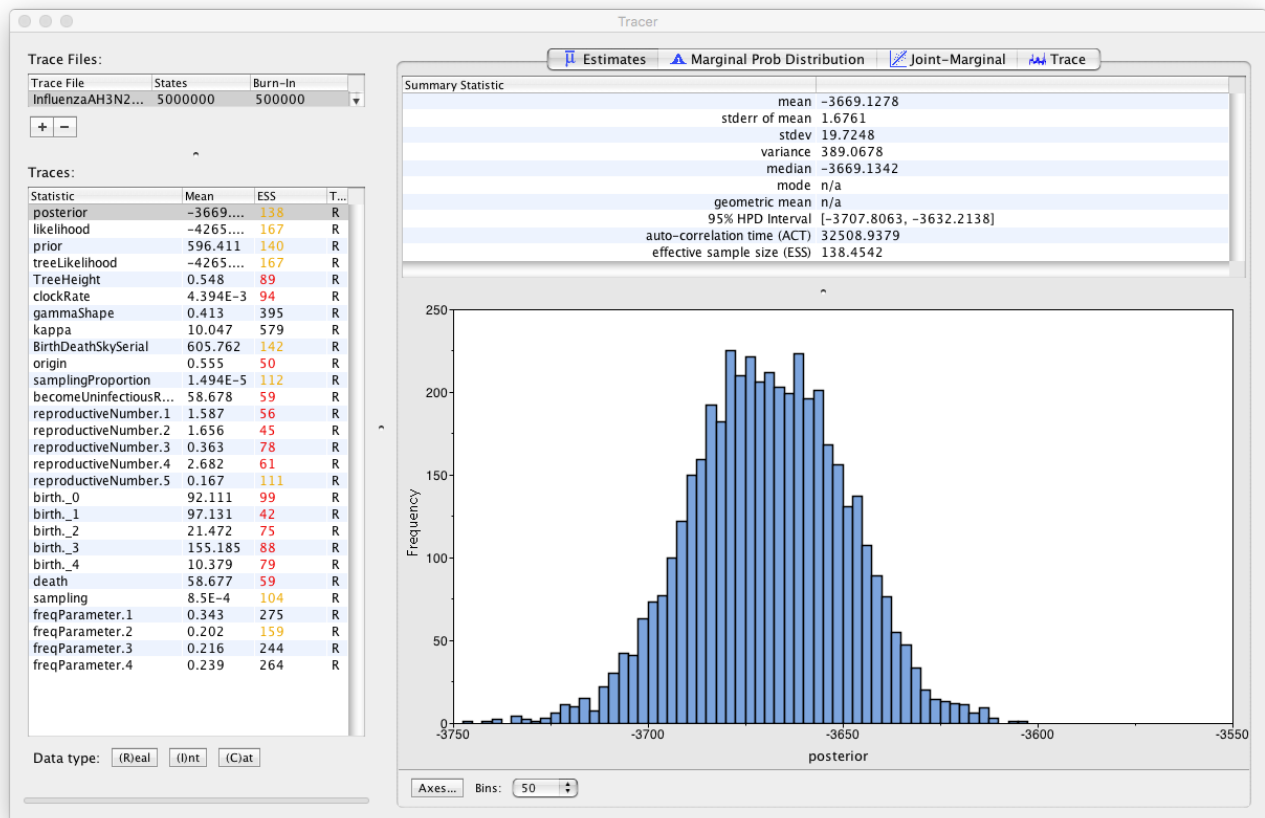 Tracer
Trace Files:
Trace File States Burn-In
InfluenzaAH3N2... 5000000 500000
+ −
Traces:
Statistic Mean ESS T...
posterior -3669.... 138 R
likelihood -4265.... 167 R
prior 596.411 140 R
treeLikelihood -4265.... 167 R
TreeHeight 0.548 89 R
clockRate 4.394E-3 94 R
gammaShape 0.413 395 R
kappa 10.047 579 R
BirthDeathSkySerial 605.762 142 R
origin 0.555 50 R
samplingProportion 1.494E-5 112 R
becomeUninfectiousR... 58.678 59 R
reproductiveNumber.1 1.587 56 R
reproductiveNumber.2 1.656 45 R
reproductiveNumber.3 0.363 78 R
reproductiveNumber.4 2.682 61 R
reproductiveNumber.5 0.167 111 R
birth._0 92.111 99 R
birth._1 97.131 42 R
birth._2 21.472 75 R
birth._3 155.185 88 R
birth._4 10.379 79 R
death 58.677 59 R
sampling 8.5E-4 104 R
freqParameter.1 0.343 275 R
freqParameter.2 0.202 159 R
freqParameter.3 0.216 244 R
freqParameter.4 0.239 264 R
Data type: (R)eal (I)nt (C)at
Estimates Marginal Prob Distribution Joint-Marginal Trace
Summary Statistic
mean -3669.1278
stderr of mean 1.6761
stdev 19.7248
variance 389.0678
median -3669.1342
mode n/a
geometric mean n/a
95% HPD Interval [-3707.8063, -3632.2138]
auto-correlation time (ACT) 32508.9379
effective sample size (ESS) 138.4542
250
200
150
100
50
0
Frequency
-3750 -3700 -3650 -3600 -3550
posterior
Axes... Bins: 50